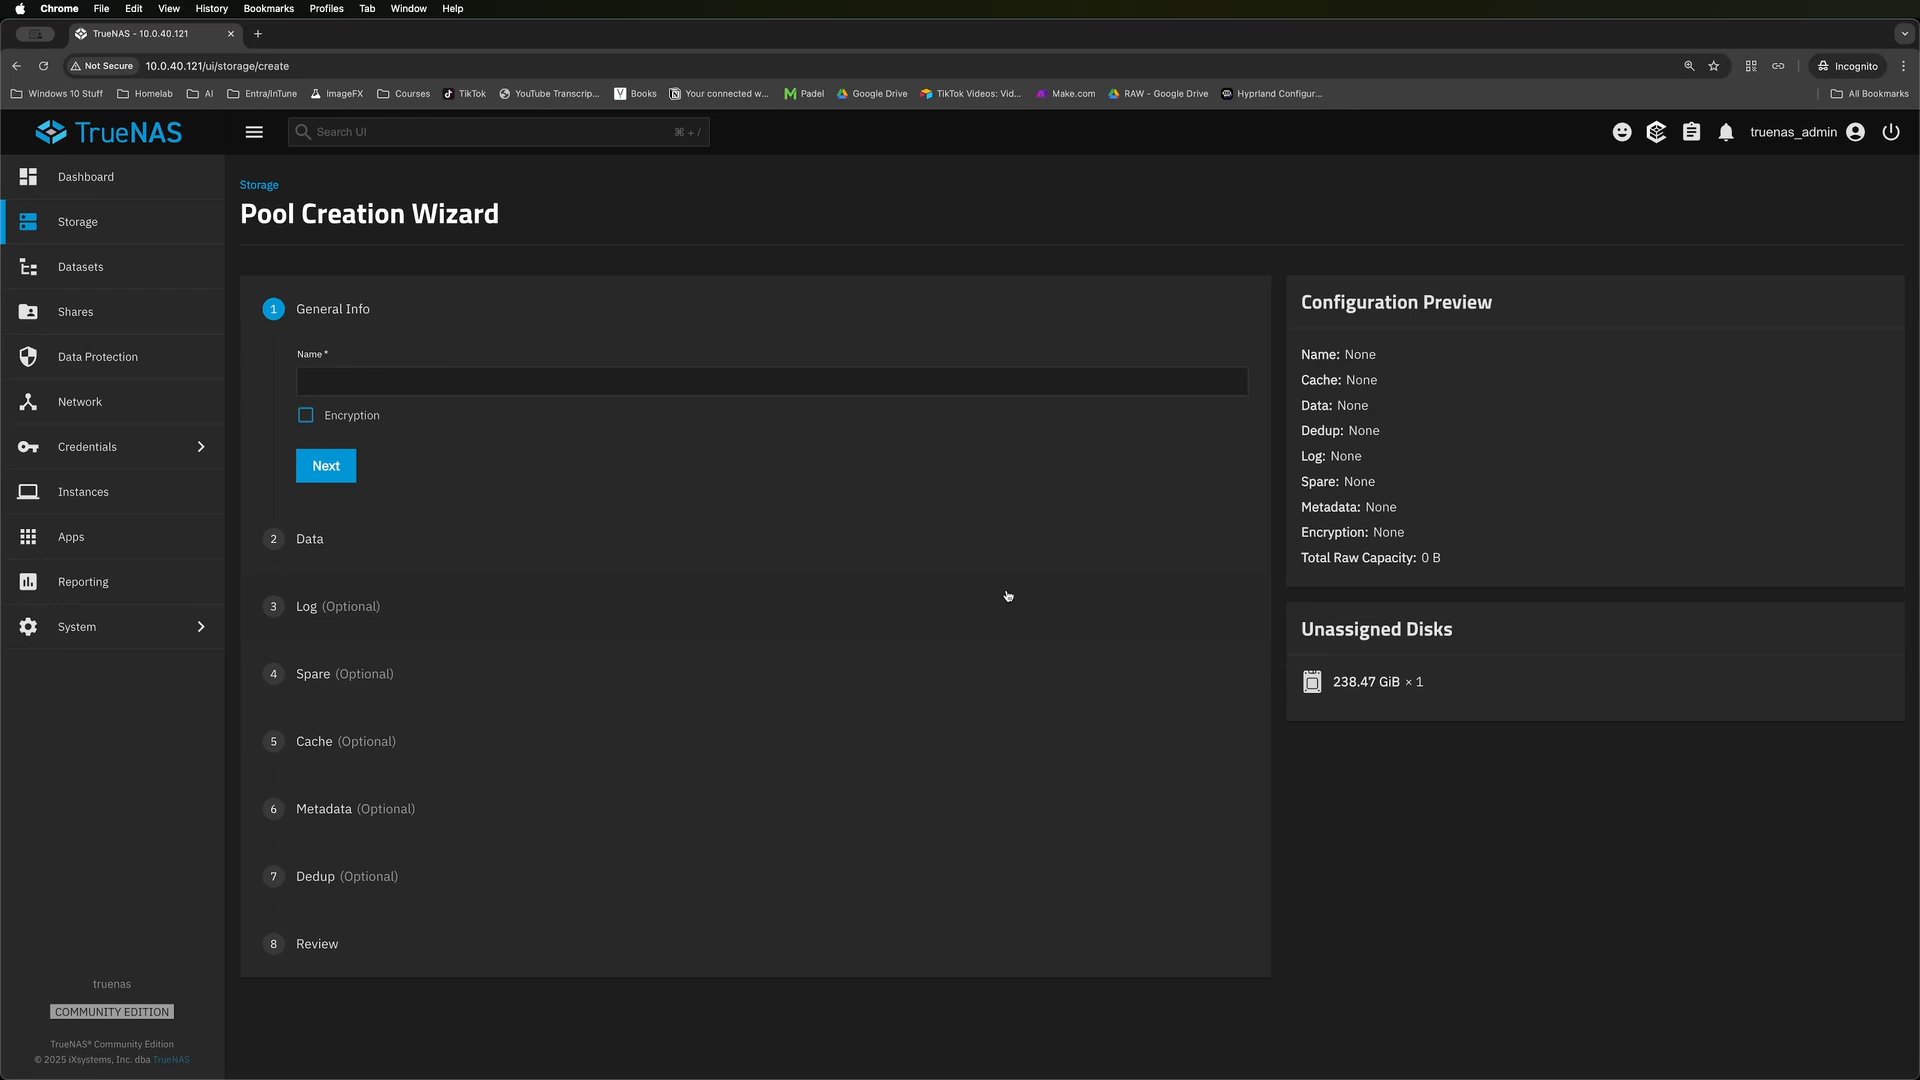 Chrome File Edit View History Bookmarks Profiles Tab Window Help
TrueNAS - 10.0.40.121
Not Secure 10.0.40.121/ui/storage/create Incognito
Windows 10 Stuff Homelab AI Entra/InTune ImageFX Courses TikTok YouTube Transcrip... Books Your connected w... Padel Google Drive TikTok Videos: Vid... Make.com RAW - Google Drive Hyprland Configur... All Bookmarks
TrueNAS Search UI ⌘ + / truenas_admin
Dashboard
Storage
Datasets
Shares
Data Protection
Network
Credentials
Instances
Apps
Reporting
System
truenas
COMMUNITY EDITION
TrueNAS® Community Edition
© 2025 iXsystems, Inc. dba TrueNAS
Storage
Pool Creation Wizard
1 General Info
Name *
Encryption
Next
2 Data
3 Log (Optional)
4 Spare (Optional)
5 Cache (Optional)
6 Metadata (Optional)
7 Dedup (Optional)
8 Review
Configuration Preview
Name: None
Cache: None
Data: None
Dedup: None
Log: None
Spare: None
Metadata: None
Encryption: None
Total Raw Capacity: 0 B
Unassigned Disks
238.47 GiB × 1